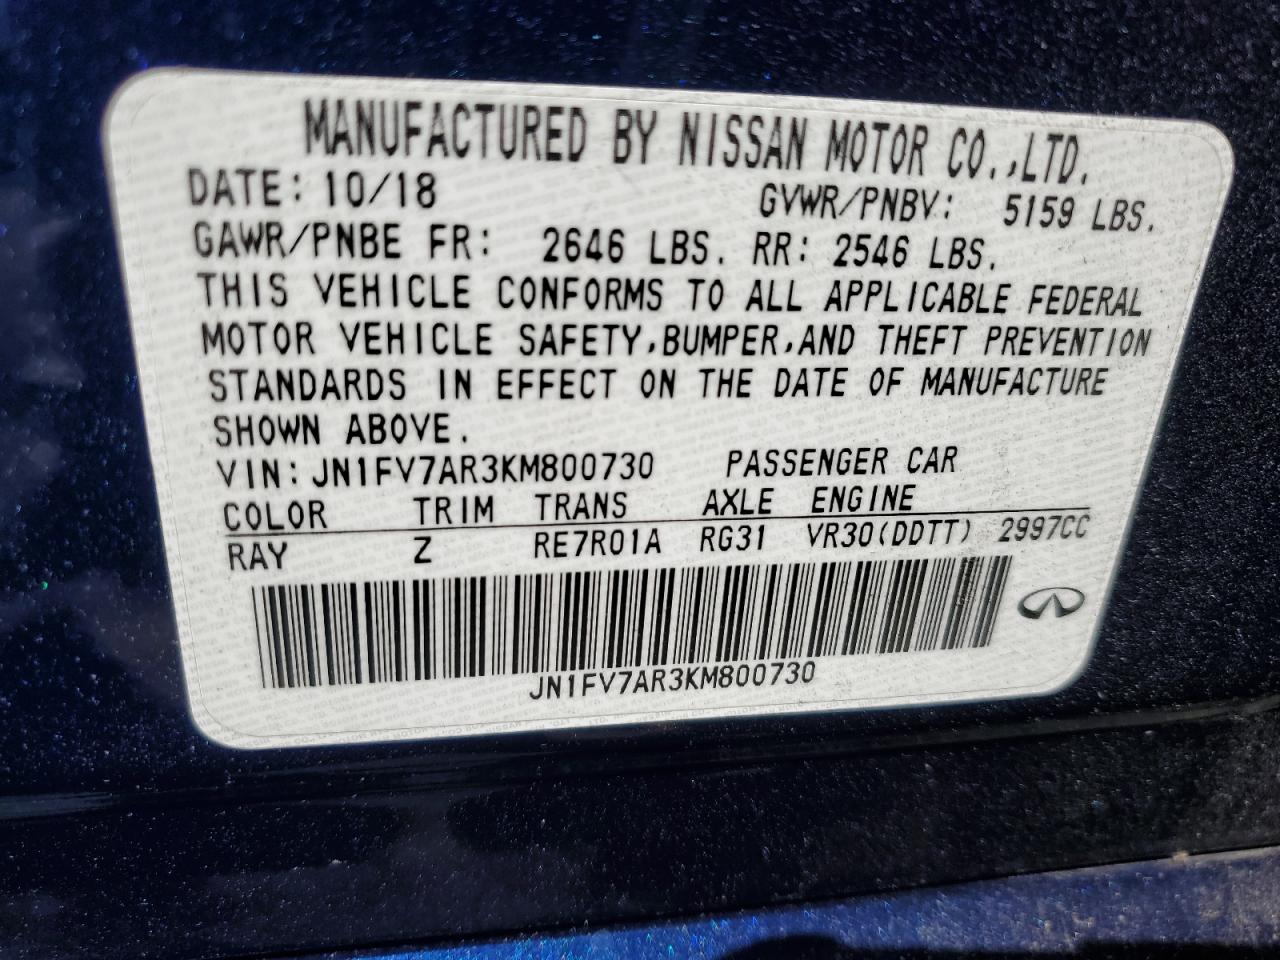 MANUFACTURED BY NISSAN MOTOR CO.,LTD.
DATE: 10/18 GVWR/PNBV: 5159 LBS.
GAWR/PNBE FR: 2646 LBS. RR: 2546 LBS.
THIS VEHICLE CONFORMS TO ALL APPLICABLE FEDERAL
MOTOR VEHICLE SAFETY,BUMPER,AND THEFT PREVENTION
STANDARDS IN EFFECT ON THE DATE OF MANUFACTURE
SHOWN ABOVE.
VIN: JN1FV7AR3KM800730 PASSENGER CAR
COLOR TRIM TRANS AXLE ENGINE
RAY Z RE7R01A RG31 VR30(DDTT) 2997CC
JN1FV7AR3KM800730